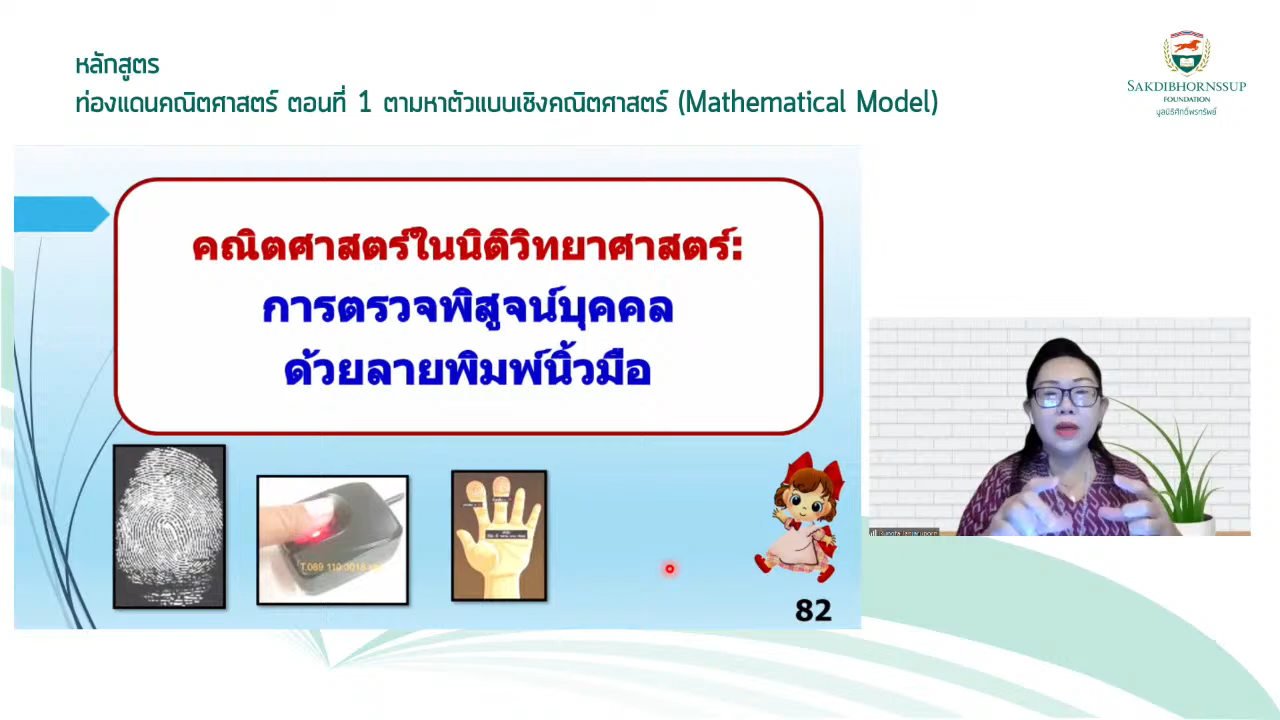 หลักสูตร
ท่องแดนคณิตศาสตร์ ตอนที่ 1 ตามหาตัวแบบเชิงคณิตศาสตร์ (Mathematical Model)
SAKDIBHORNSSUP
FOUNDATION
มูลนิธิศักดิ์พรทรัพย์
คณิตศาสตร์ในนิติวิทยาศาสตร์:
การตรวจพิสูจน์บุคคล
ด้วยลายพิมพ์นิ้วมือ
T.089 110 0018
82